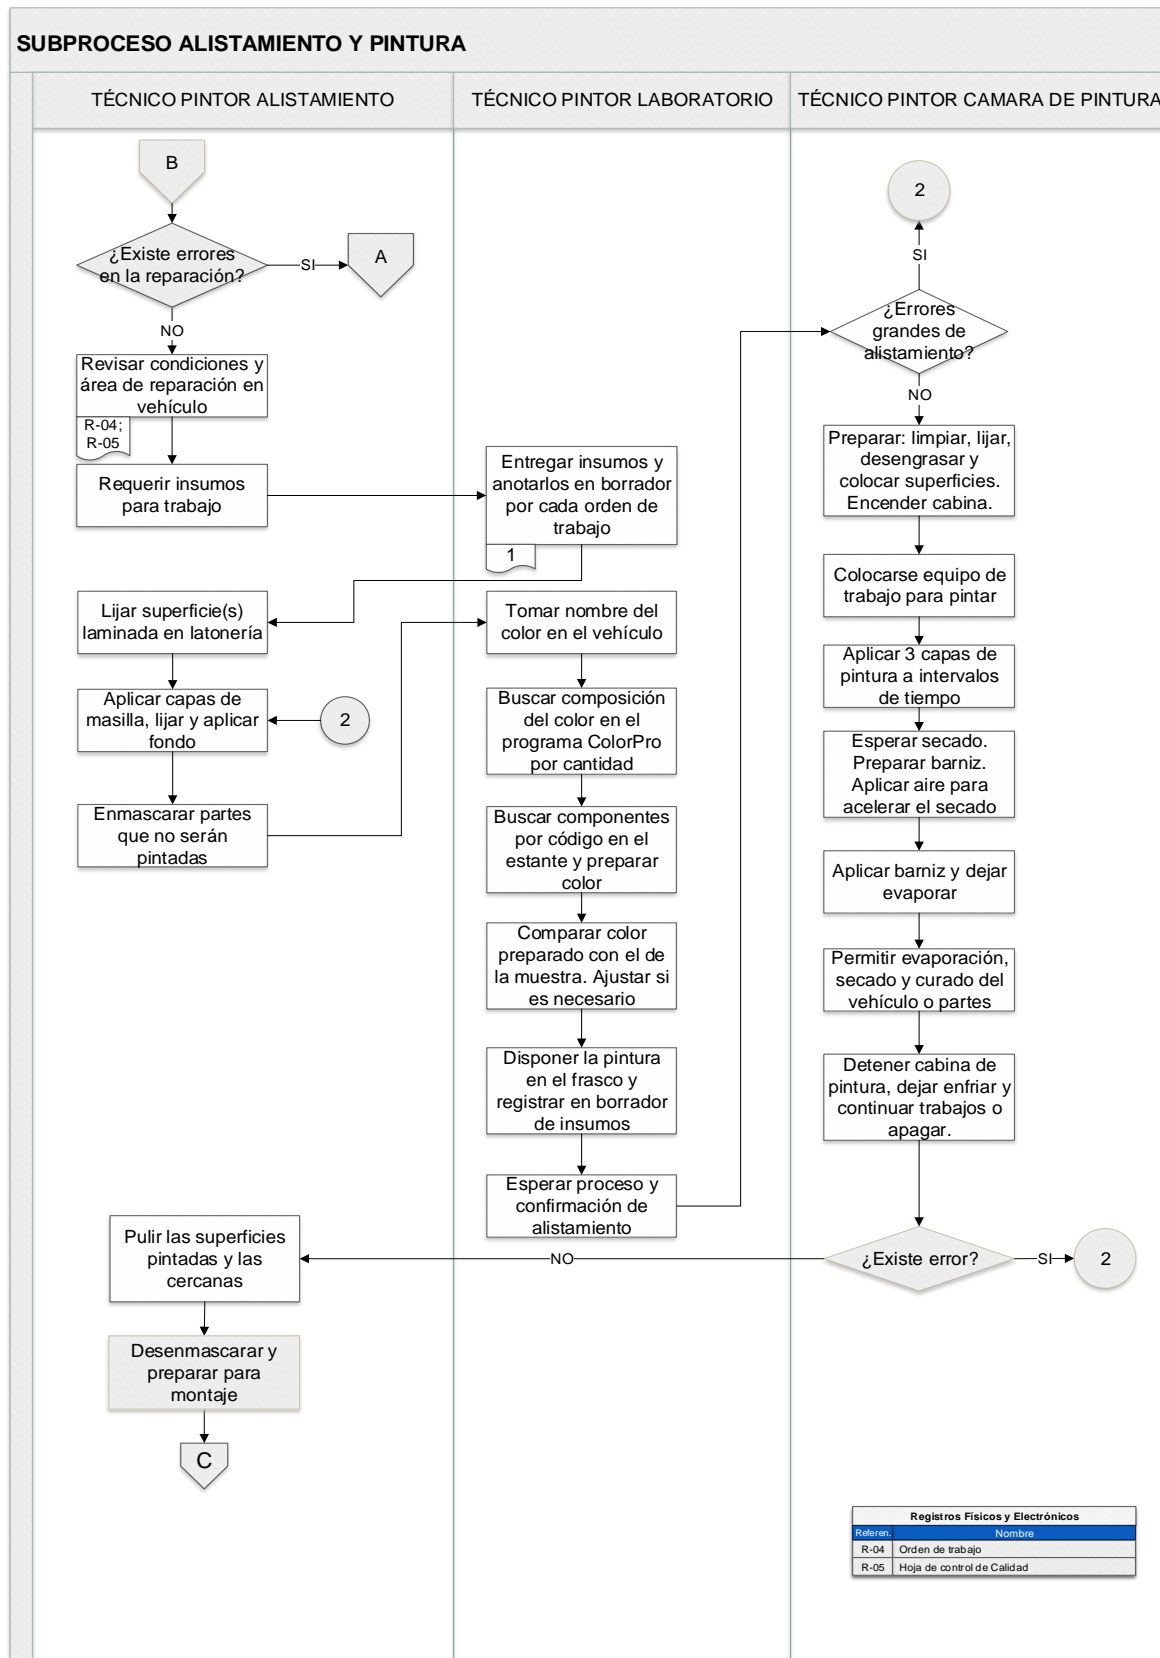 SUBPROCESO ALISTAMIENTO Y PINTURA
TÉCNICO PINTOR ALISTAMIENTO
TÉCNICO PINTOR LABORATORIO
TÉCNICO PINTOR CAMARA DE PINTURA
B
¿Existe errores
en la reparación?
SI
A
NO
Revisar condiciones y
área de reparación en
vehículo
R-04;
R-05
Requerir insumos
para trabajo
Lijar superficie(s)
laminada en latonería
Aplicar capas de
masilla, lijar y aplicar
fondo
2
Enmascarar partes
que no serán
pintadas
Pulir las superficies
pintadas y las
cercanas
Desenmascarar y
preparar para
montaje
C
Entregar insumos y
anotarlos en borrador
por cada orden de
trabajo
1
Tomar nombre del
color en el vehículo
Buscar composición
del color en el
programa ColorPro
por cantidad
Buscar componentes
por código en el
estante y preparar
color
Comparar color
preparado con el de
la muestra. Ajustar si
es necesario
Disponer la pintura
en el frasco y
registrar en borrador
de insumos
Esperar proceso y
confirmación de
alistamiento
NO
2
SI
¿Errores
grandes de
alistamiento?
NO
Preparar: limpiar, lijar,
desengrasar y
colocar superficies.
Encender cabina.
Colocarse equipo de
trabajo para pintar
Aplicar 3 capas de
pintura a intervalos
de tiempo
Esperar secado.
Preparar barniz.
Aplicar aire para
acelerar el secado
Aplicar barniz y dejar
evaporar
Permitir evaporación,
secado y curado del
vehículo o partes
Detener cabina de
pintura, dejar enfriar y
continuar trabajos o
apagar.
¿Existe error?
SI
2
Registros Físicos y Electrónicos
Referen. Nombre
R-04 Orden de trabajo
R-05 Hoja de control de Calidad